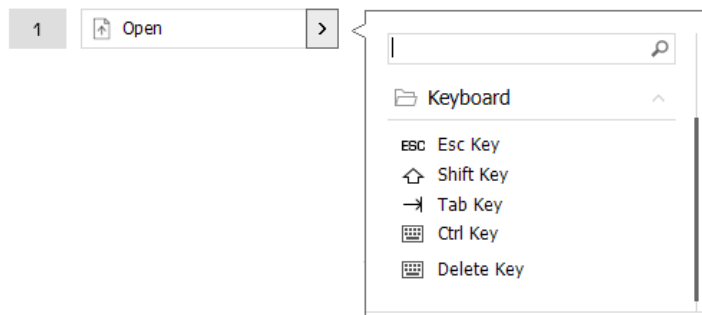 1 Open >
Keyboard
ESC Esc Key
Shift Key
Tab Key
Ctrl Key
Delete Key